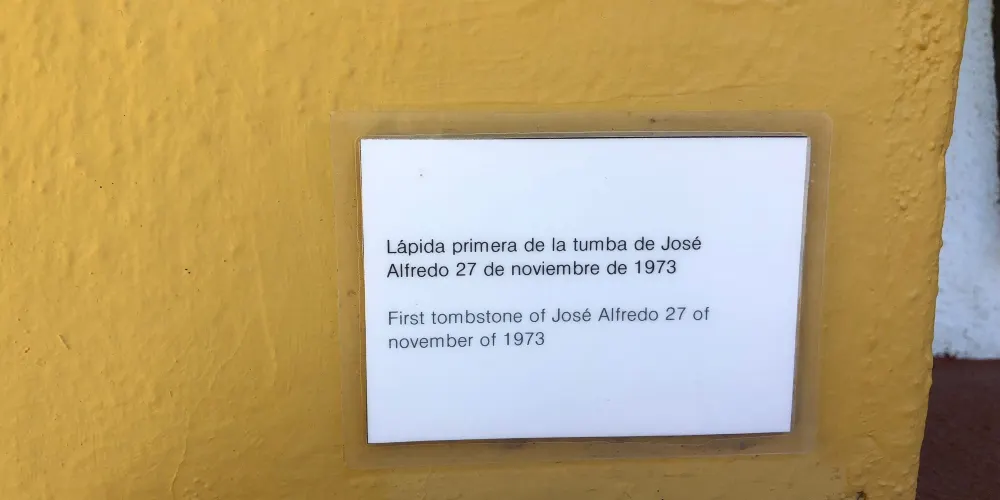 Lápida primera de la tumba de José
Alfredo 27 de noviembre de 1973
First tombstone of José Alfredo 27 of
november of 1973